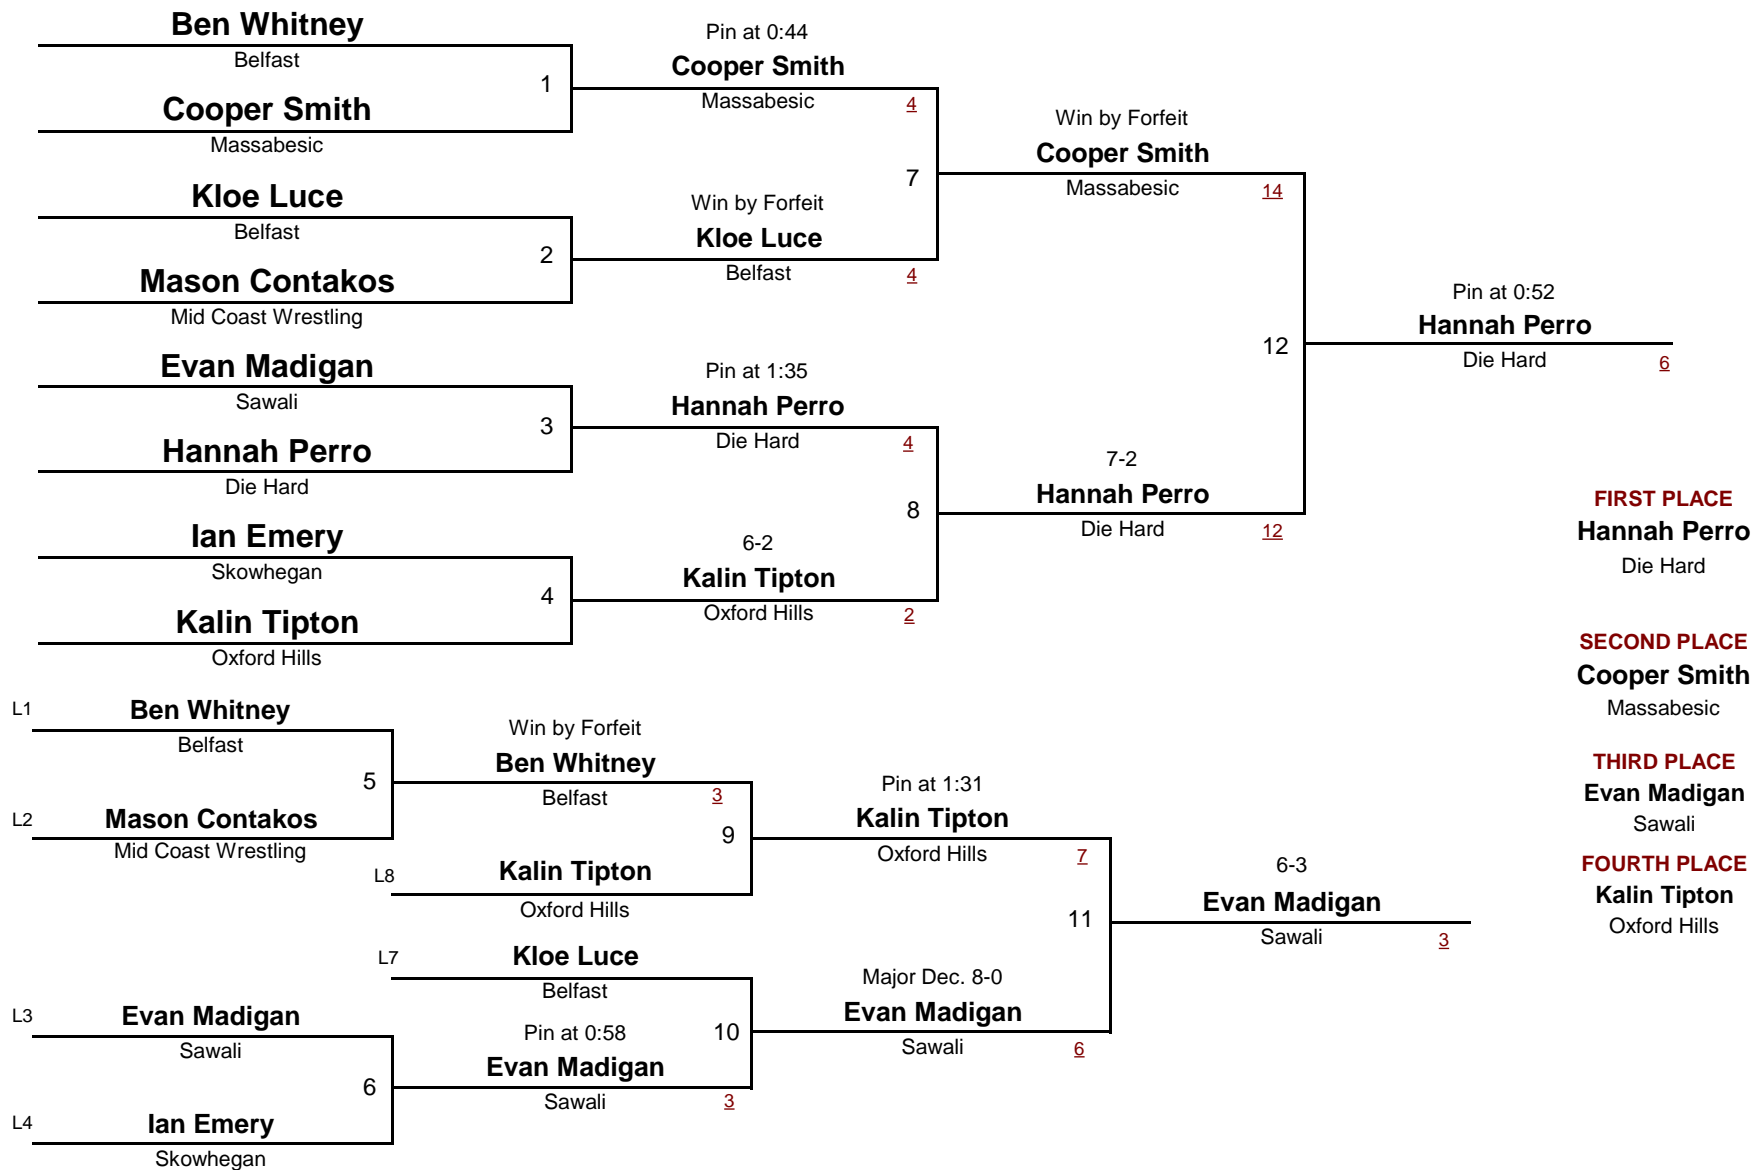 Ben Whitney
Belfast
1
Cooper Smith
Massabesic
Kloe Luce
Belfast
2
Mason Contakos
Mid Coast Wrestling
Evan Madigan
Sawali
3
Hannah Perro
Die Hard
Ian Emery
Skowhegan
4
Kalin Tipton
Oxford Hills
Pin at 0:44
Cooper Smith
Massabesic
4
7
Win by Forfeit
Kloe Luce
Belfast
4
Pin at 1:35
Hannah Perro
Die Hard
4
8
6-2
Kalin Tipton
Oxford Hills
2
Win by Forfeit
Cooper Smith
Massabesic
14
12
7-2
Hannah Perro
Die Hard
12
Pin at 0:52
Hannah Perro
Die Hard
6
FIRST PLACE
Hannah Perro
Die Hard
SECOND PLACE
Cooper Smith
Massabesic
THIRD PLACE
Evan Madigan
Sawali
FOURTH PLACE
Kalin Tipton
Oxford Hills
L1
Ben Whitney
Belfast
5
L2
Mason Contakos
Mid Coast Wrestling
L3
Evan Madigan
Sawali
6
L4
Ian Emery
Skowhegan
Win by Forfeit
Ben Whitney
Belfast
3
9
L8
Kalin Tipton
Oxford Hills
L7
Kloe Luce
Belfast
10
Pin at 0:58
Evan Madigan
Sawali
3
Pin at 1:31
Kalin Tipton
Oxford Hills
7
11
Major Dec. 8-0
Evan Madigan
Sawali
6
6-3
Evan Madigan
Sawali
3